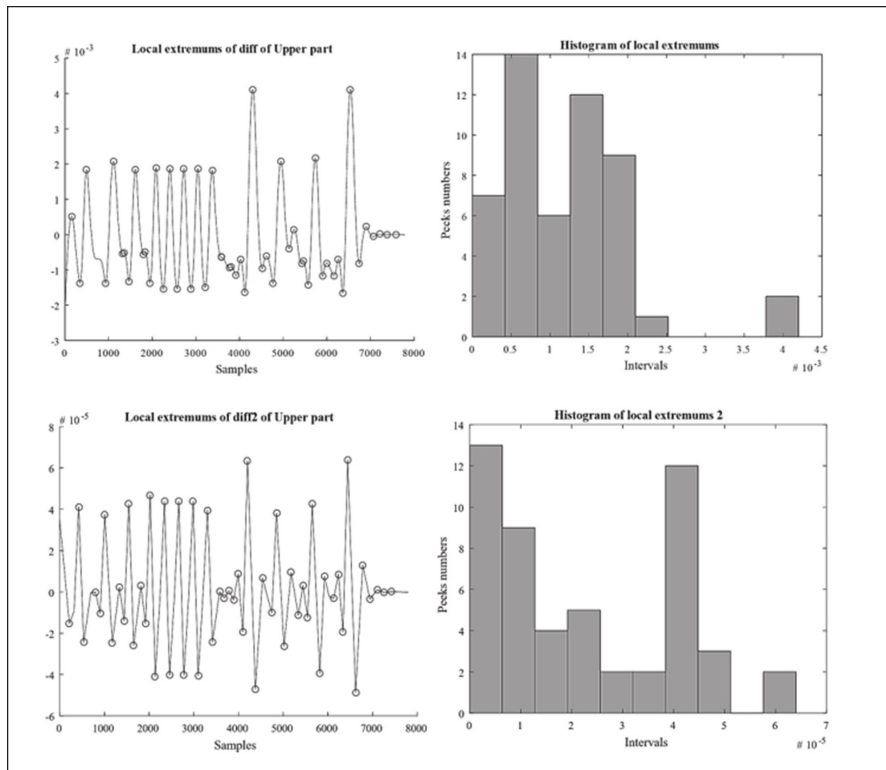 Local extremums of diff of Upper part
# 10⁻³
5
4
3
2
1
0
-1
-2
-3
0 1000 2000 3000 4000 5000 6000 7000 8000
Samples
Histogram of local extremums
Peeks numbers
14
12
10
8
6
4
2
0
0 0.5 1 1.5 2 2.5 3 3.5 4 4.5
Intervals
# 10⁻³
Local extremums of diff2 of Upper part
# 10⁻⁵
8
6
4
2
0
-2
-4
-6
0 1000 2000 3000 4000 5000 6000 7000 8000
Samples
Histogram of local extremums 2
Peeks numbers
14
12
10
8
6
4
2
0
0 1 2 3 4 5 6 7
Intervals
# 10⁻⁵